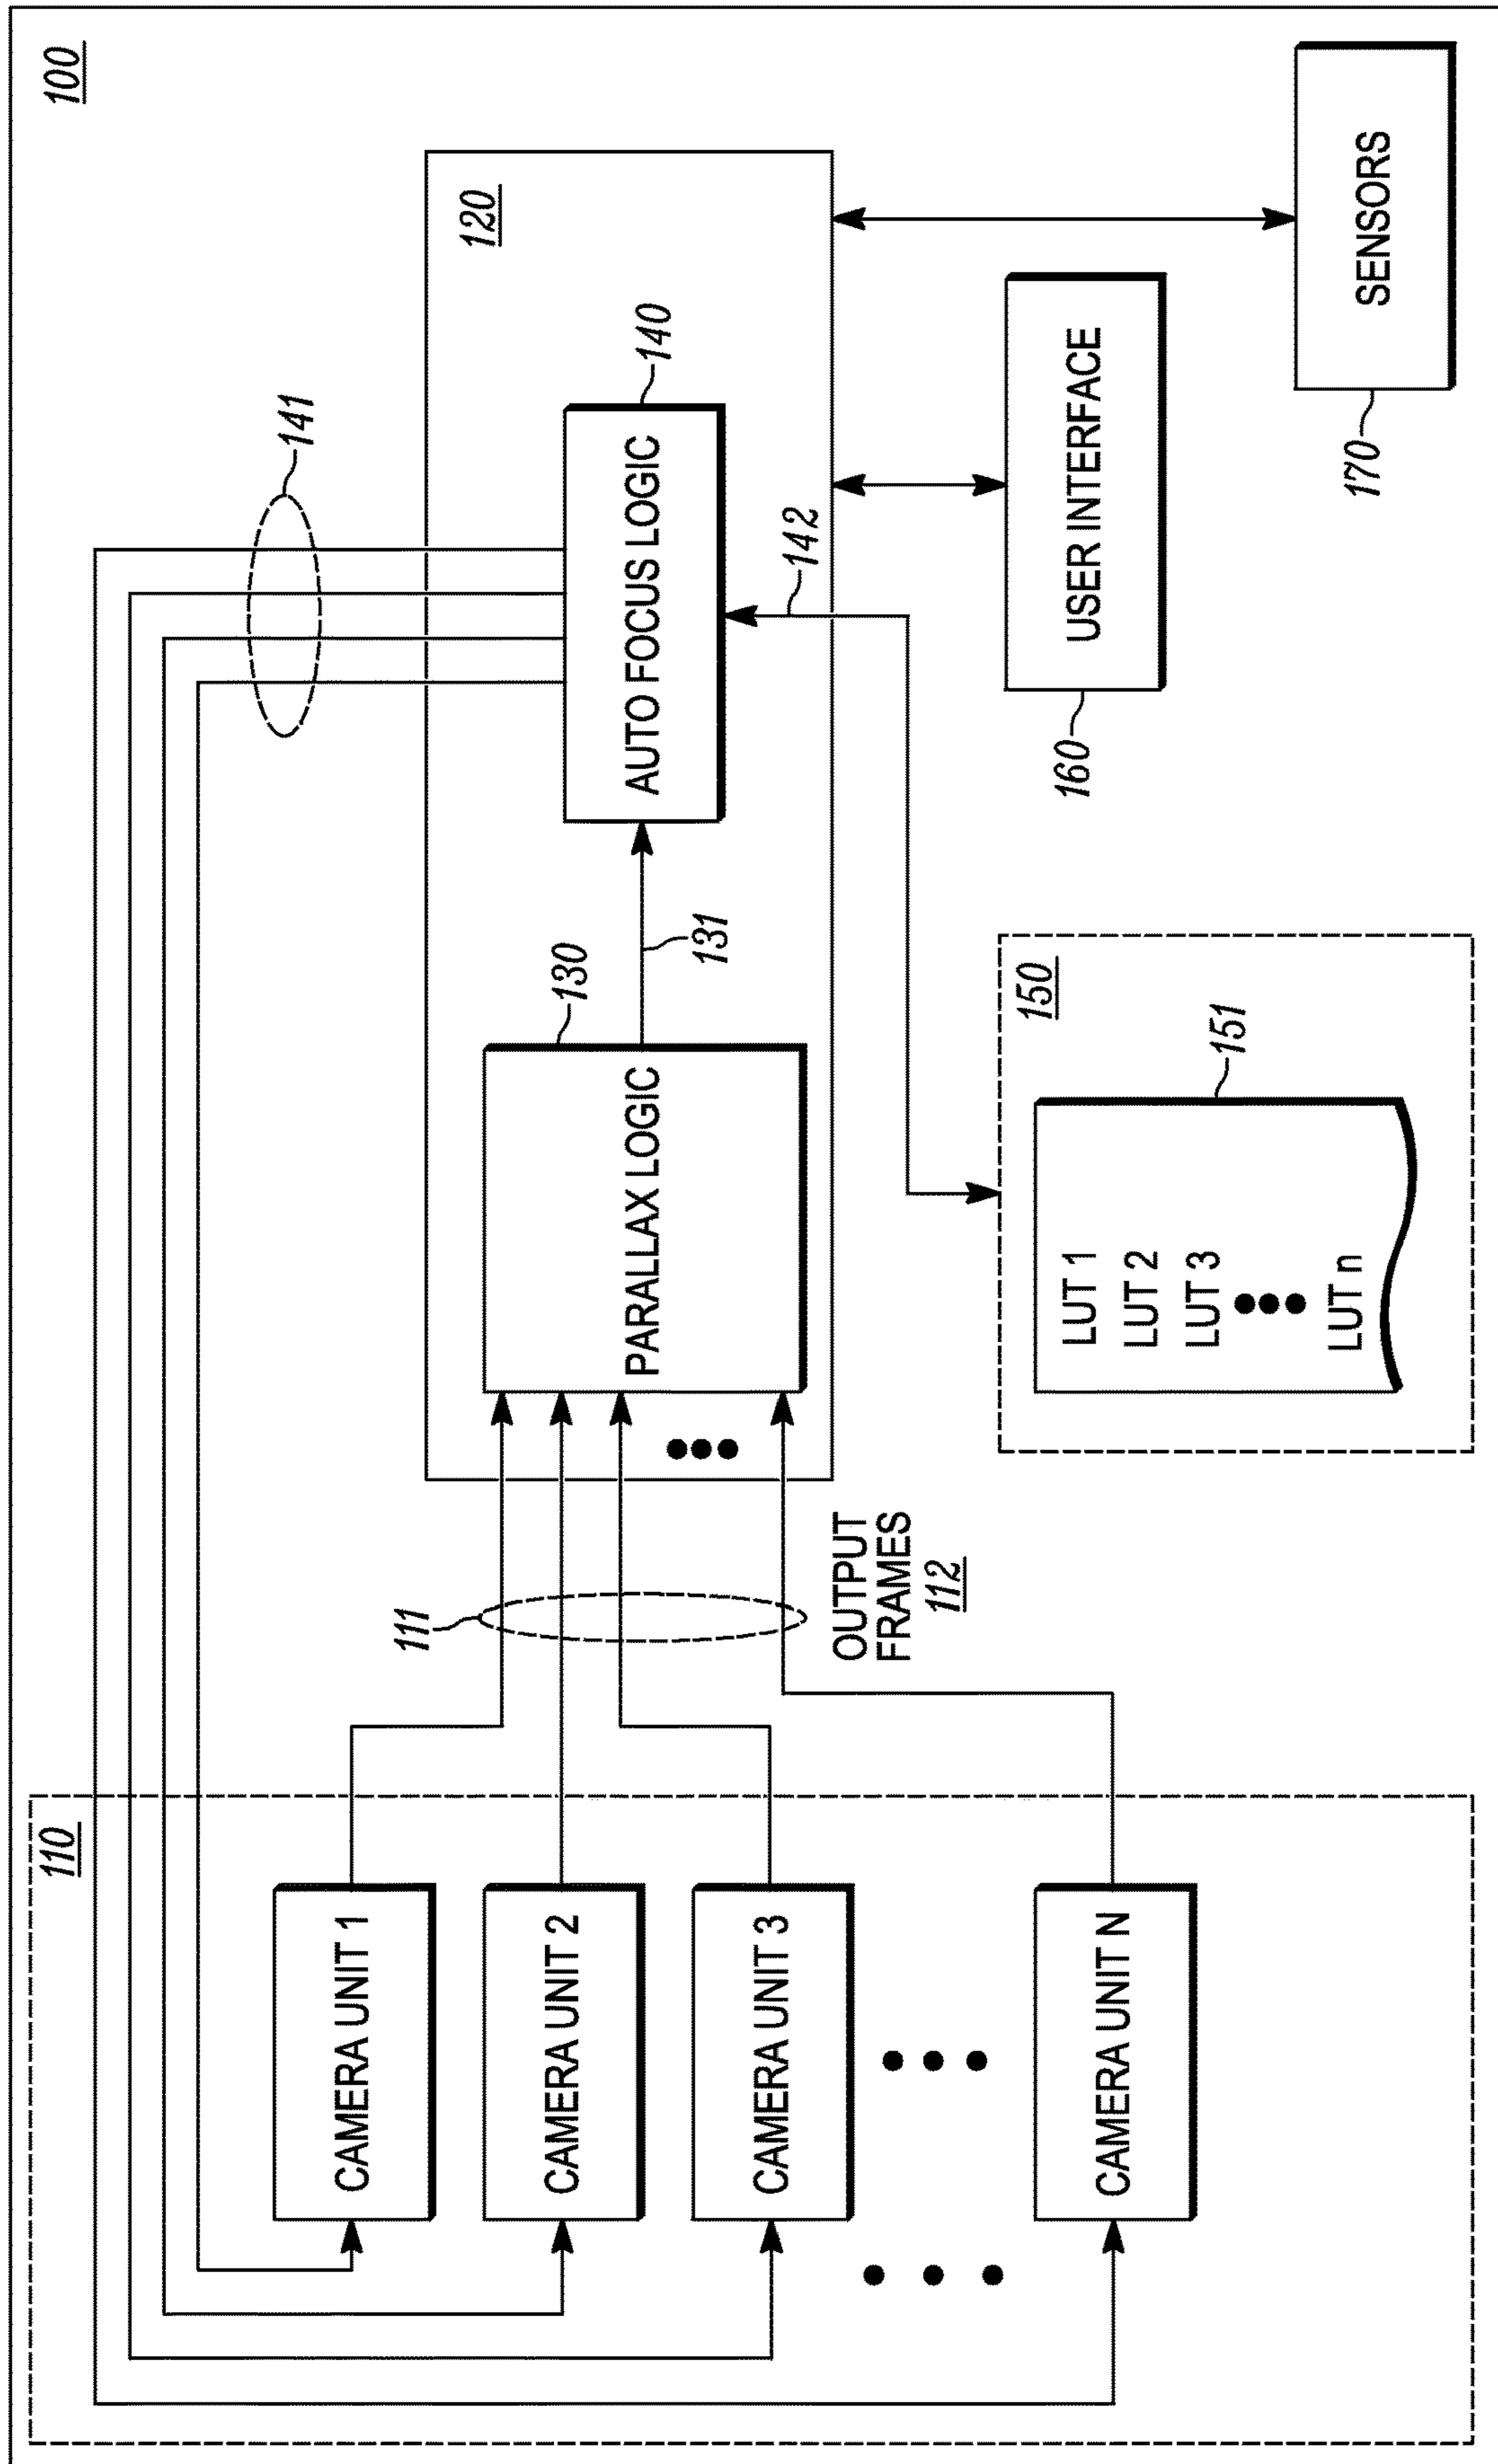 100
110
CAMERA UNIT 1
CAMERA UNIT 2
CAMERA UNIT 3
CAMERA UNIT N
111
OUTPUT
FRAMES
112
120
PARALLAX LOGIC
130
131
AUTO FOCUS LOGIC
140
141
142
150
151
LUT 1
LUT 2
LUT 3
LUT n
USER INTERFACE
160
SENSORS
170